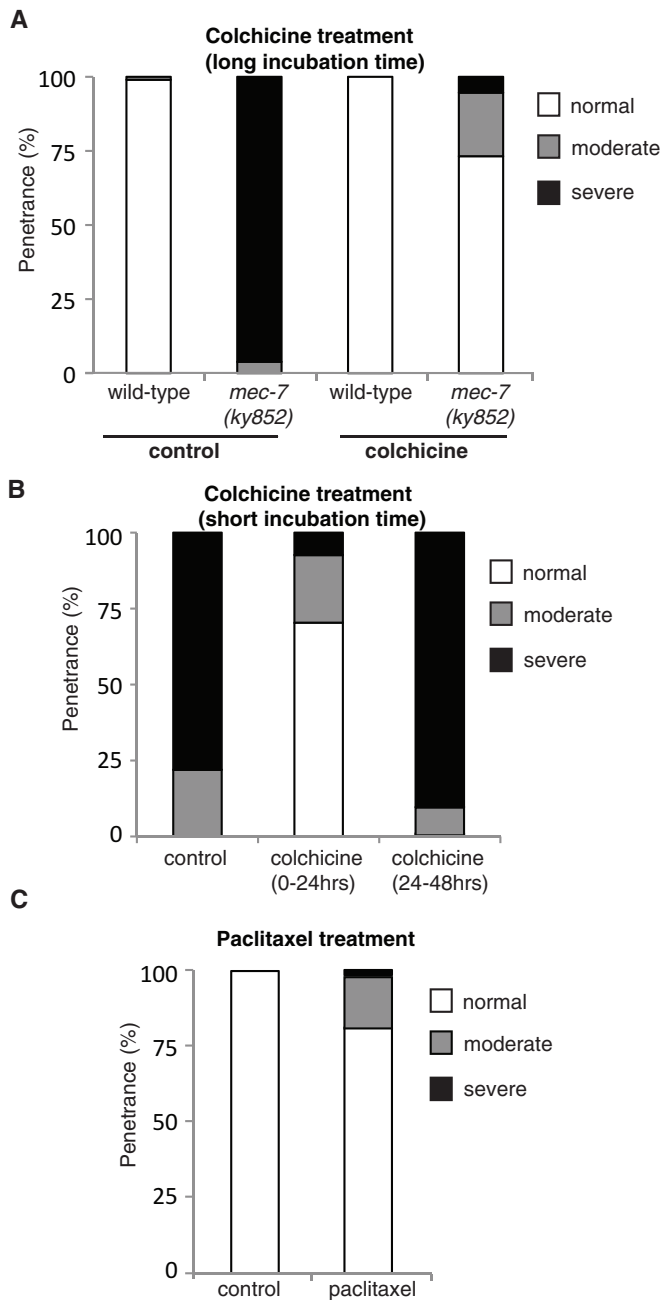 A
Colchicine treatment
(long incubation time)
Penetrance (%)
100
75
50
25
0
normal
moderate
severe
wild-type
mec-7
(ky852)
wild-type
mec-7
(ky852)
control
colchicine
B
Colchicine treatment
(short incubation time)
Penetrance (%)
100
75
50
25
0
normal
moderate
severe
control
colchicine
(0-24hrs)
colchicine
(24-48hrs)
C
Paclitaxel treatment
Penetrance (%)
100
75
50
25
0
normal
moderate
severe
control
paclitaxel